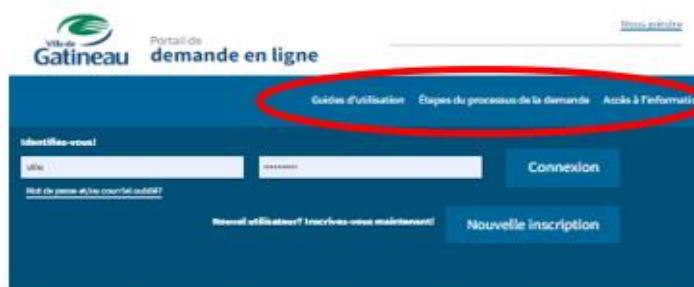 Nous joindre
Ville de
Gatineau
Portail de
demande en ligne
Guides d'utilisation Étapes du processus de la demande Accès à l'informati
Identifiez-vous!
ville
Connexion
Mot de passe et/ou courriel oublié?
Nouvel utilisateur? Inscrivez-vous maintenant!
Nouvelle inscription